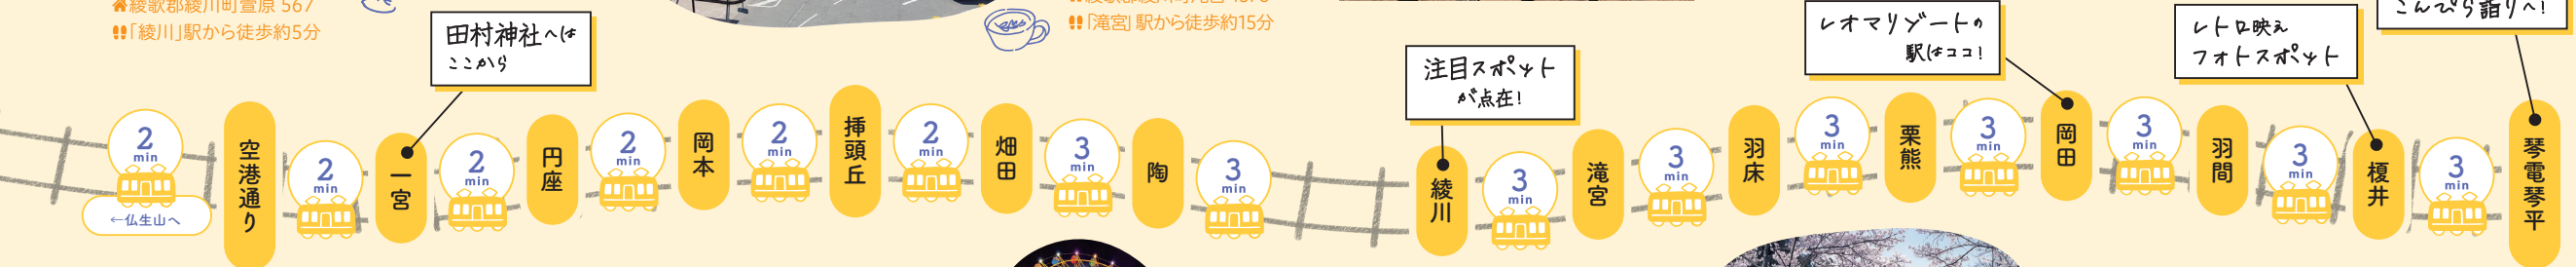 綾歌郡綾川町萱原 567
「綾川」駅から徒歩約5分
「滝宮」駅から徒歩約15分
田村神社へは
ここから
注目スポット
が点在!
レオマリゾートの
駅はココ!
レトロ映え
フォトスポット
こんぴら詣りへ!
2
min
←仏生山へ
空港通り
2
min
一宮
2
min
円座
2
min
岡本
2
min
挿頭丘
2
min
畑田
3
min
陶
3
min
綾川
3
min
滝宮
3
min
羽床
3
min
栗熊
3
min
岡田
3
min
羽間
3
min
榎井
3
min
琴電琴平